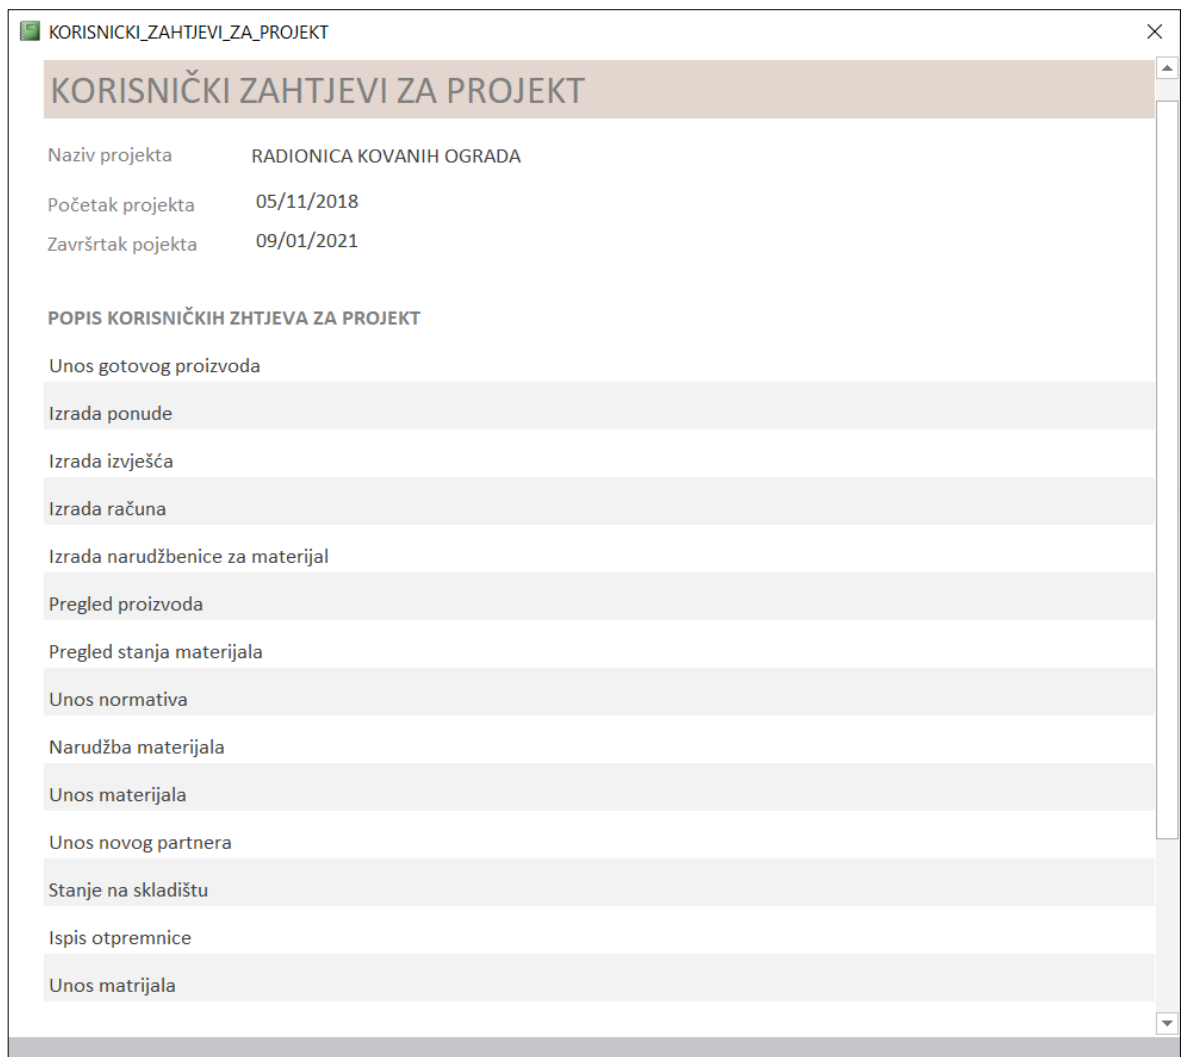 KORISNICKI_ZAHTJEVI_ZA_PROJEKT
KORISNIČKI ZAHTJEVI ZA PROJEKT
Naziv projekta RADIONICA KOVANIH OGRADA
Početak projekta 05/11/2018
Završrtak pojekta 09/01/2021
POPIS KORISNIČKIH ZHTJEVA ZA PROJEKT
Unos gotovog proizvoda
Izrada ponude
Izrada izvješća
Izrada računa
Izrada narudžbenice za materijal
Pregled proizvoda
Pregled stanja materijala
Unos normativa
Narudžba materijala
Unos materijala
Unos novog partnera
Stanje na skladištu
Ispis otpremnice
Unos matrijala